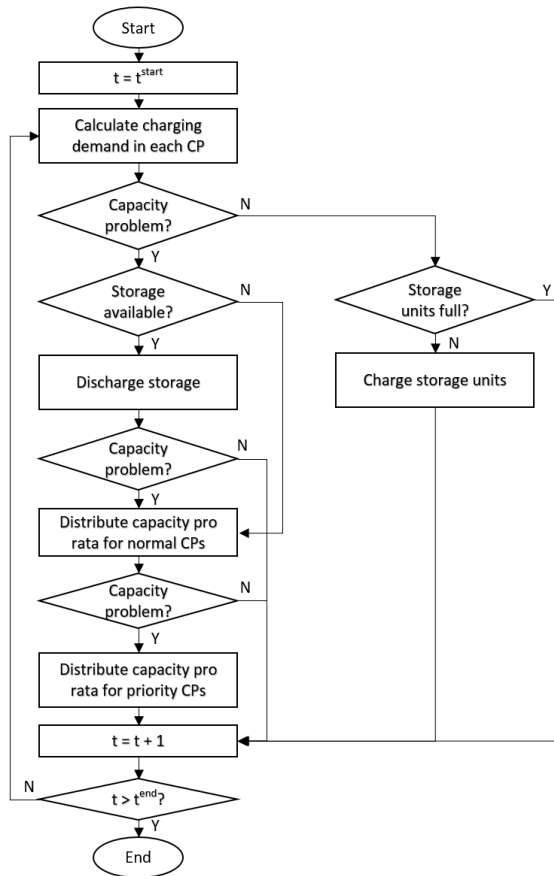 Start
t = t^start
Calculate charging
demand in each CP
Capacity
problem?
N
Y
Storage
available?
N
Y
Storage
units full?
Y
N
Discharge storage
Charge storage units
Capacity
problem?
N
Y
Distribute capacity pro
rata for normal CPs
Capacity
problem?
N
Y
Distribute capacity pro
rata for priority CPs
t = t + 1
N
t > t^end?
Y
End